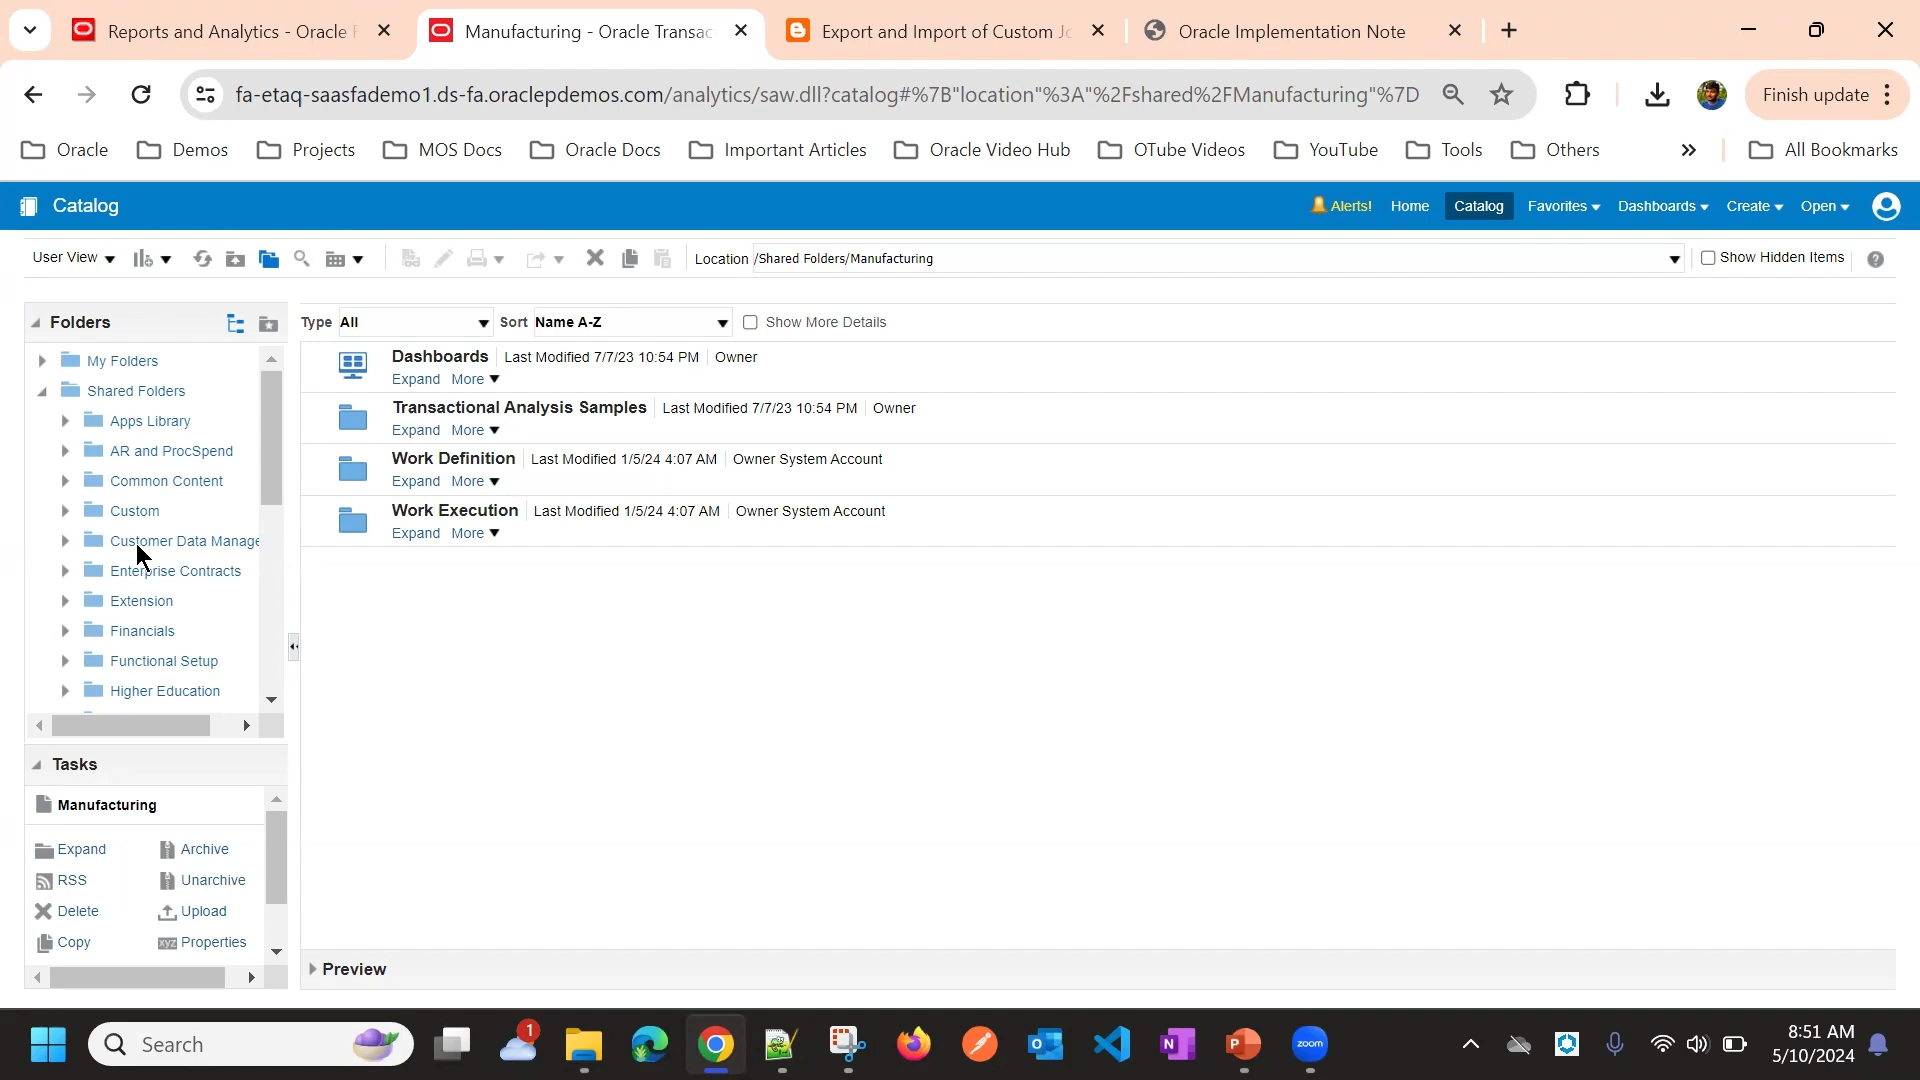 Reports and Analytics - Oracle F
Manufacturing - Oracle Transac
Export and Import of Custom Jo
Oracle Implementation Note
fa-etaq-saasfademo1.ds-fa.oraclepdemos.com/analytics/saw.dll?catalog#%7B"location"%3A"%2Fshared%2FManufacturing"%7D
Finish update
Oracle
Demos
Projects
MOS Docs
Oracle Docs
Important Articles
Oracle Video Hub
OTube Videos
YouTube
Tools
Others
All Bookmarks
Catalog
Alerts!
Home
Catalog
Favorites
Dashboards
Create
Open
User View
Location /Shared Folders/Manufacturing
Show Hidden Items
Folders
Type All
Sort Name A-Z
Show More Details
My Folders
Shared Folders
Apps Library
AR and ProcSpend
Common Content
Custom
Customer Data Manage
Enterprise Contracts
Extension
Financials
Functional Setup
Higher Education
Dashboards Last Modified 7/7/23 10:54 PM Owner
Expand More
Transactional Analysis Samples Last Modified 7/7/23 10:54 PM Owner
Expand More
Work Definition Last Modified 1/5/24 4:07 AM Owner System Account
Expand More
Work Execution Last Modified 1/5/24 4:07 AM Owner System Account
Expand More
Tasks
Manufacturing
Expand
Archive
RSS
Unarchive
Delete
Upload
Copy
xyz Properties
Preview
Search
1
zoom
8:51 AM
5/10/2024